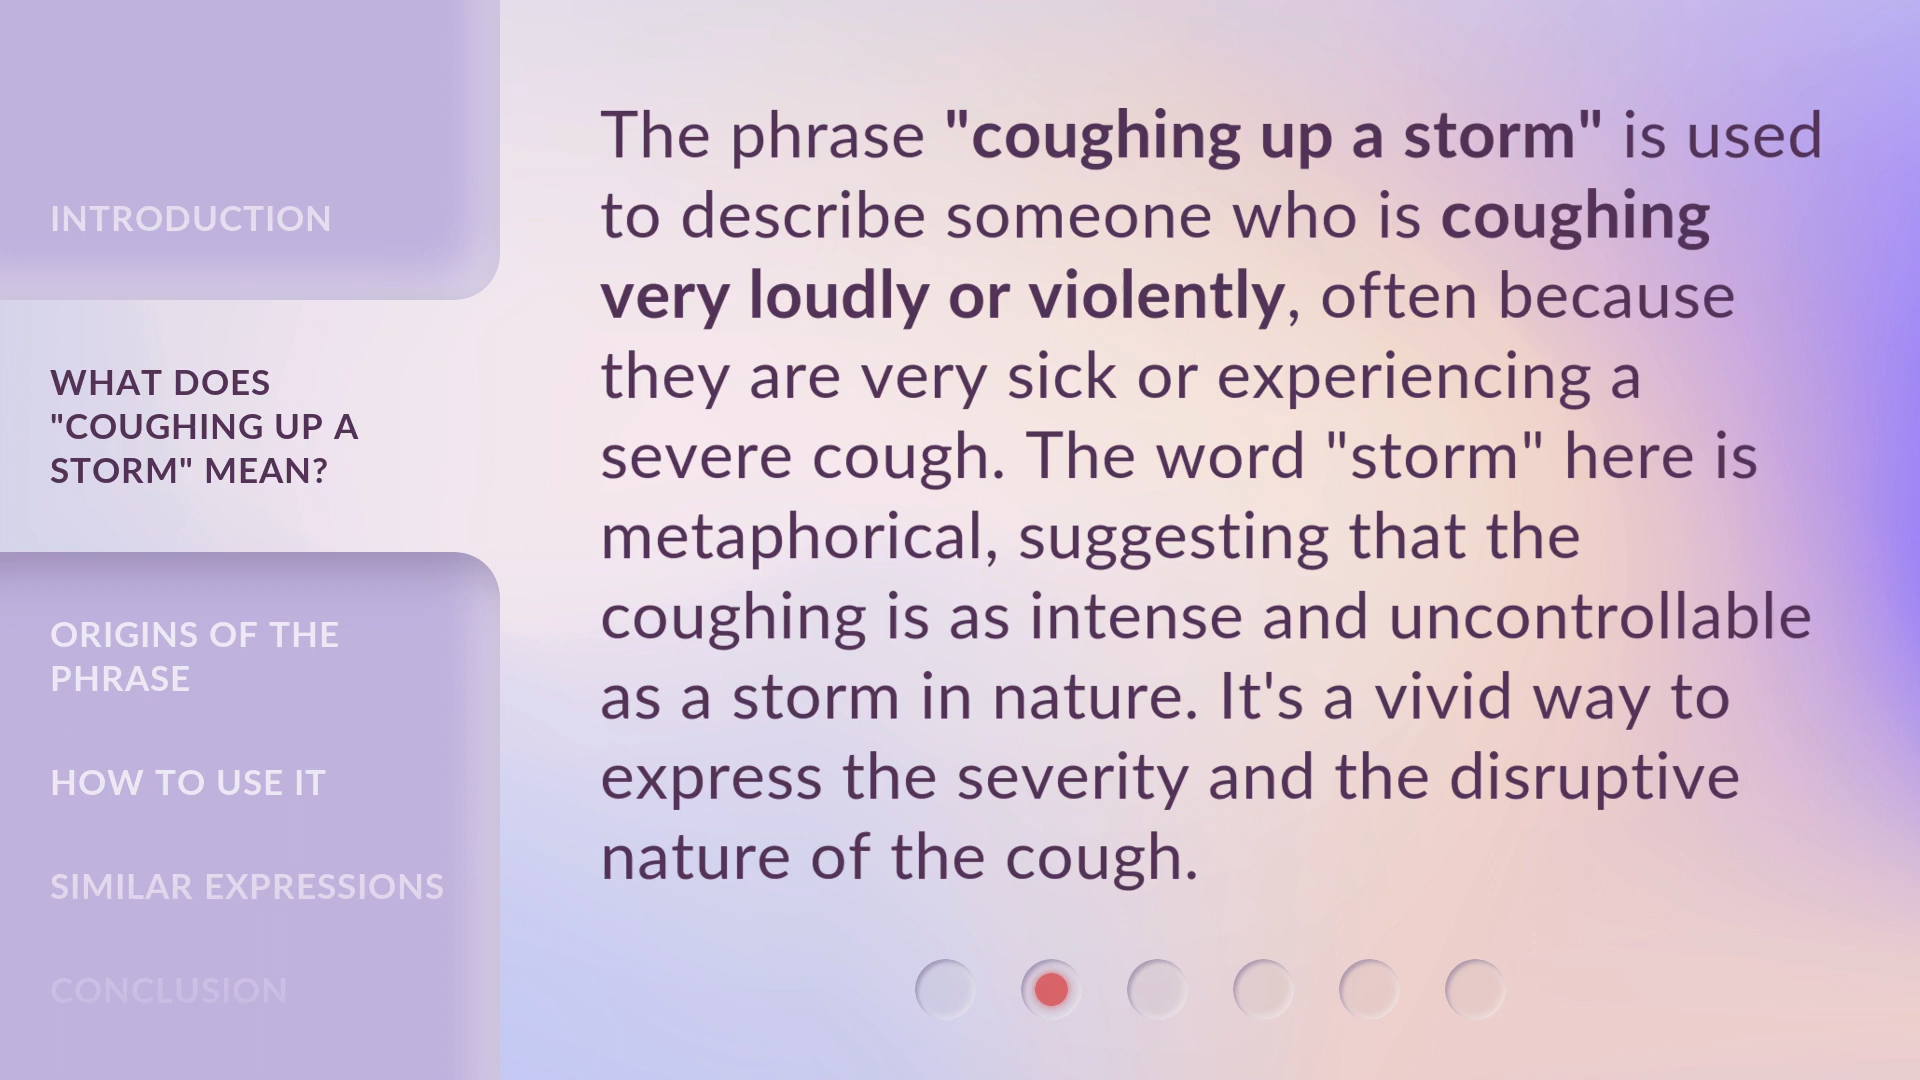 INTRODUCTION
WHAT DOES
"COUGHING UP A
STORM" MEAN?
ORIGINS OF THE
PHRASE
HOW TO USE IT
SIMILAR EXPRESSIONS
CONCLUSION
The phrase "coughing up a storm" is used
to describe someone who is coughing
very loudly or violently, often because
they are very sick or experiencing a
severe cough. The word "storm" here is
metaphorical, suggesting that the
coughing is as intense and uncontrollable
as a storm in nature. It's a vivid way to
express the severity and the disruptive
nature of the cough.